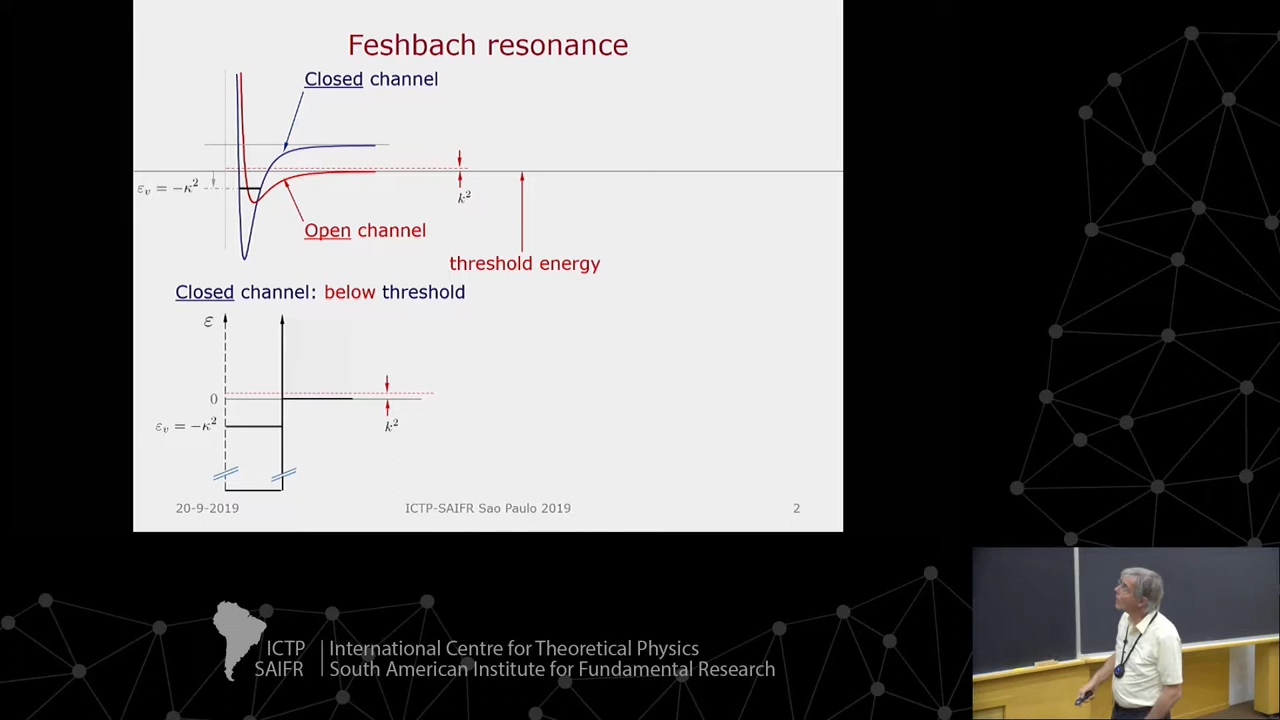 Feshbach resonance
Closed channel
εᵥ = −κ²
k²
Open channel
threshold energy
Closed channel: below threshold
ε
0
k²
εᵥ = −κ²
20-9-2019
ICTP-SAIFR Sao Paulo 2019
2
ICTP
SAIFR
International Centre for Theoretical Physics
South American Institute for Fundamental Research